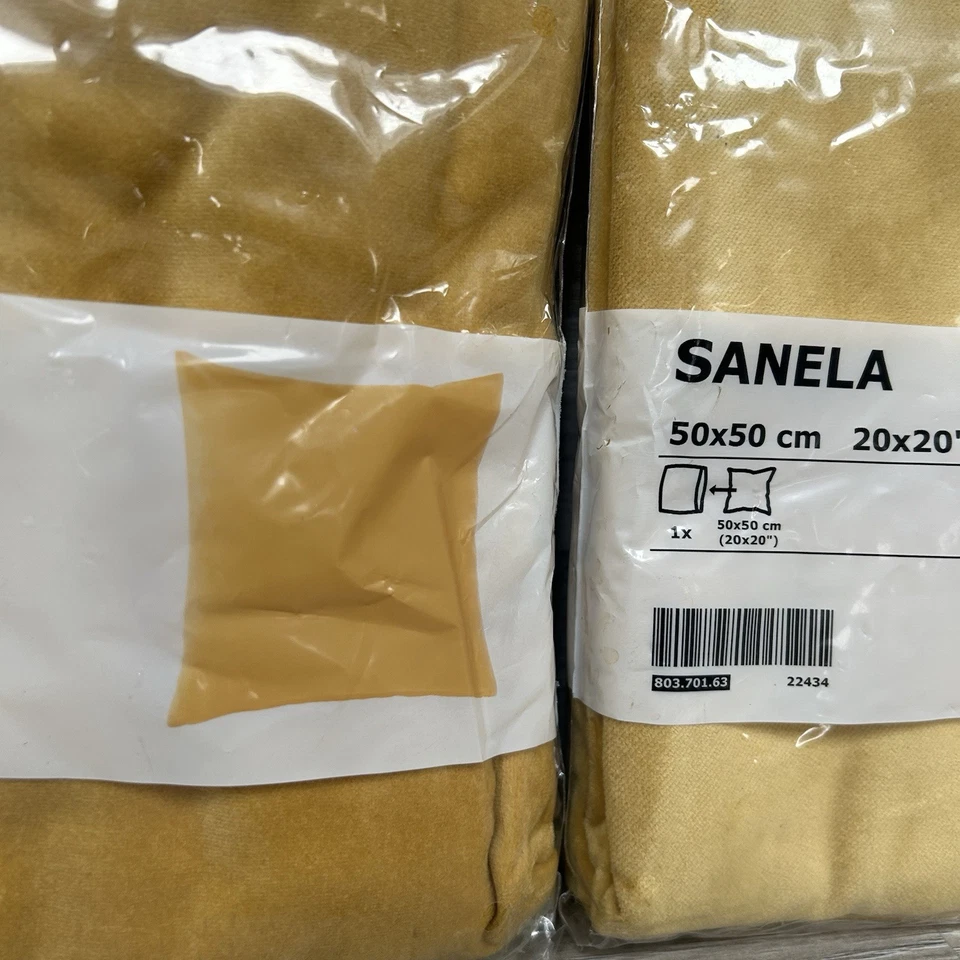 SANELA
50x50 cm 20x20"
1x
50x50 cm
(20x20")
803.701.63 22434